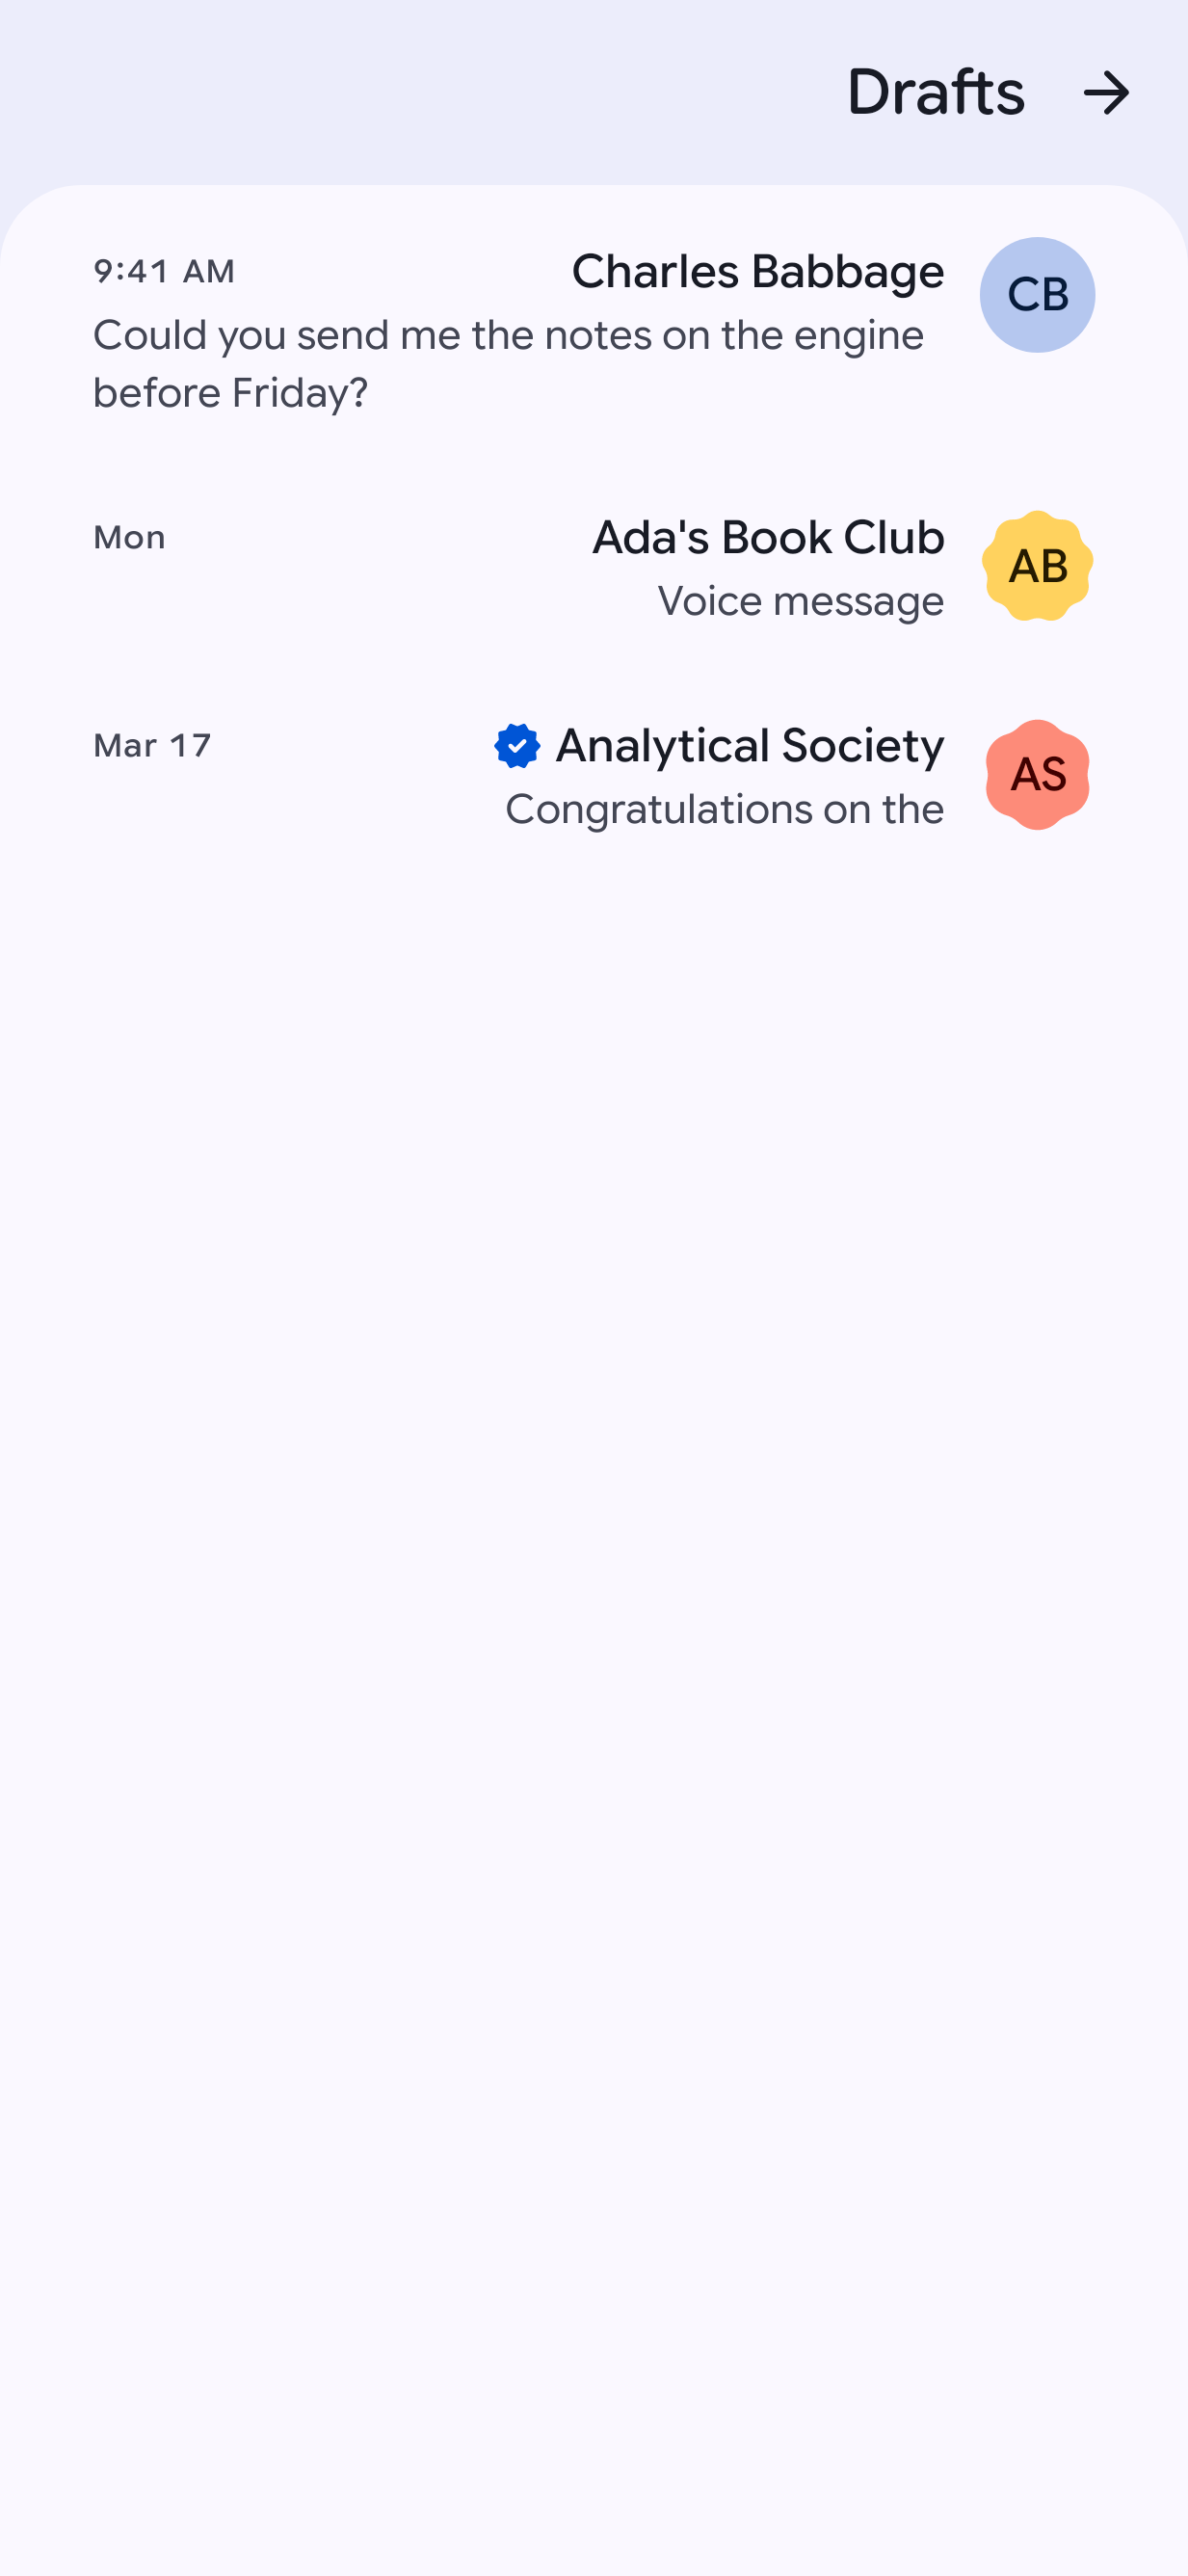 Drafts
CB
Charles Babbage
9:41 AM
Could you send me the notes on the engine
before Friday?
AB
Ada's Book Club
Mon
Voice message
AS
Analytical Society
Mar 17
Congratulations on the